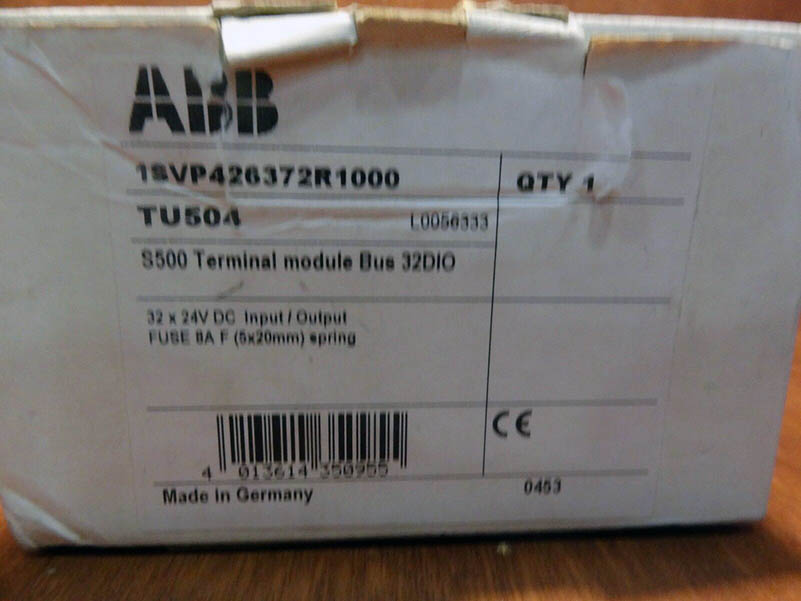 ABB
1SVP426372R1000 QTY 1
TU504 L0056333
S500 Terminal module Bus 32DIO
32 x 24V DC Input / Output
FUSE 8A F (5x20mm) spring
CE
4 013614 350955
Made in Germany 0453